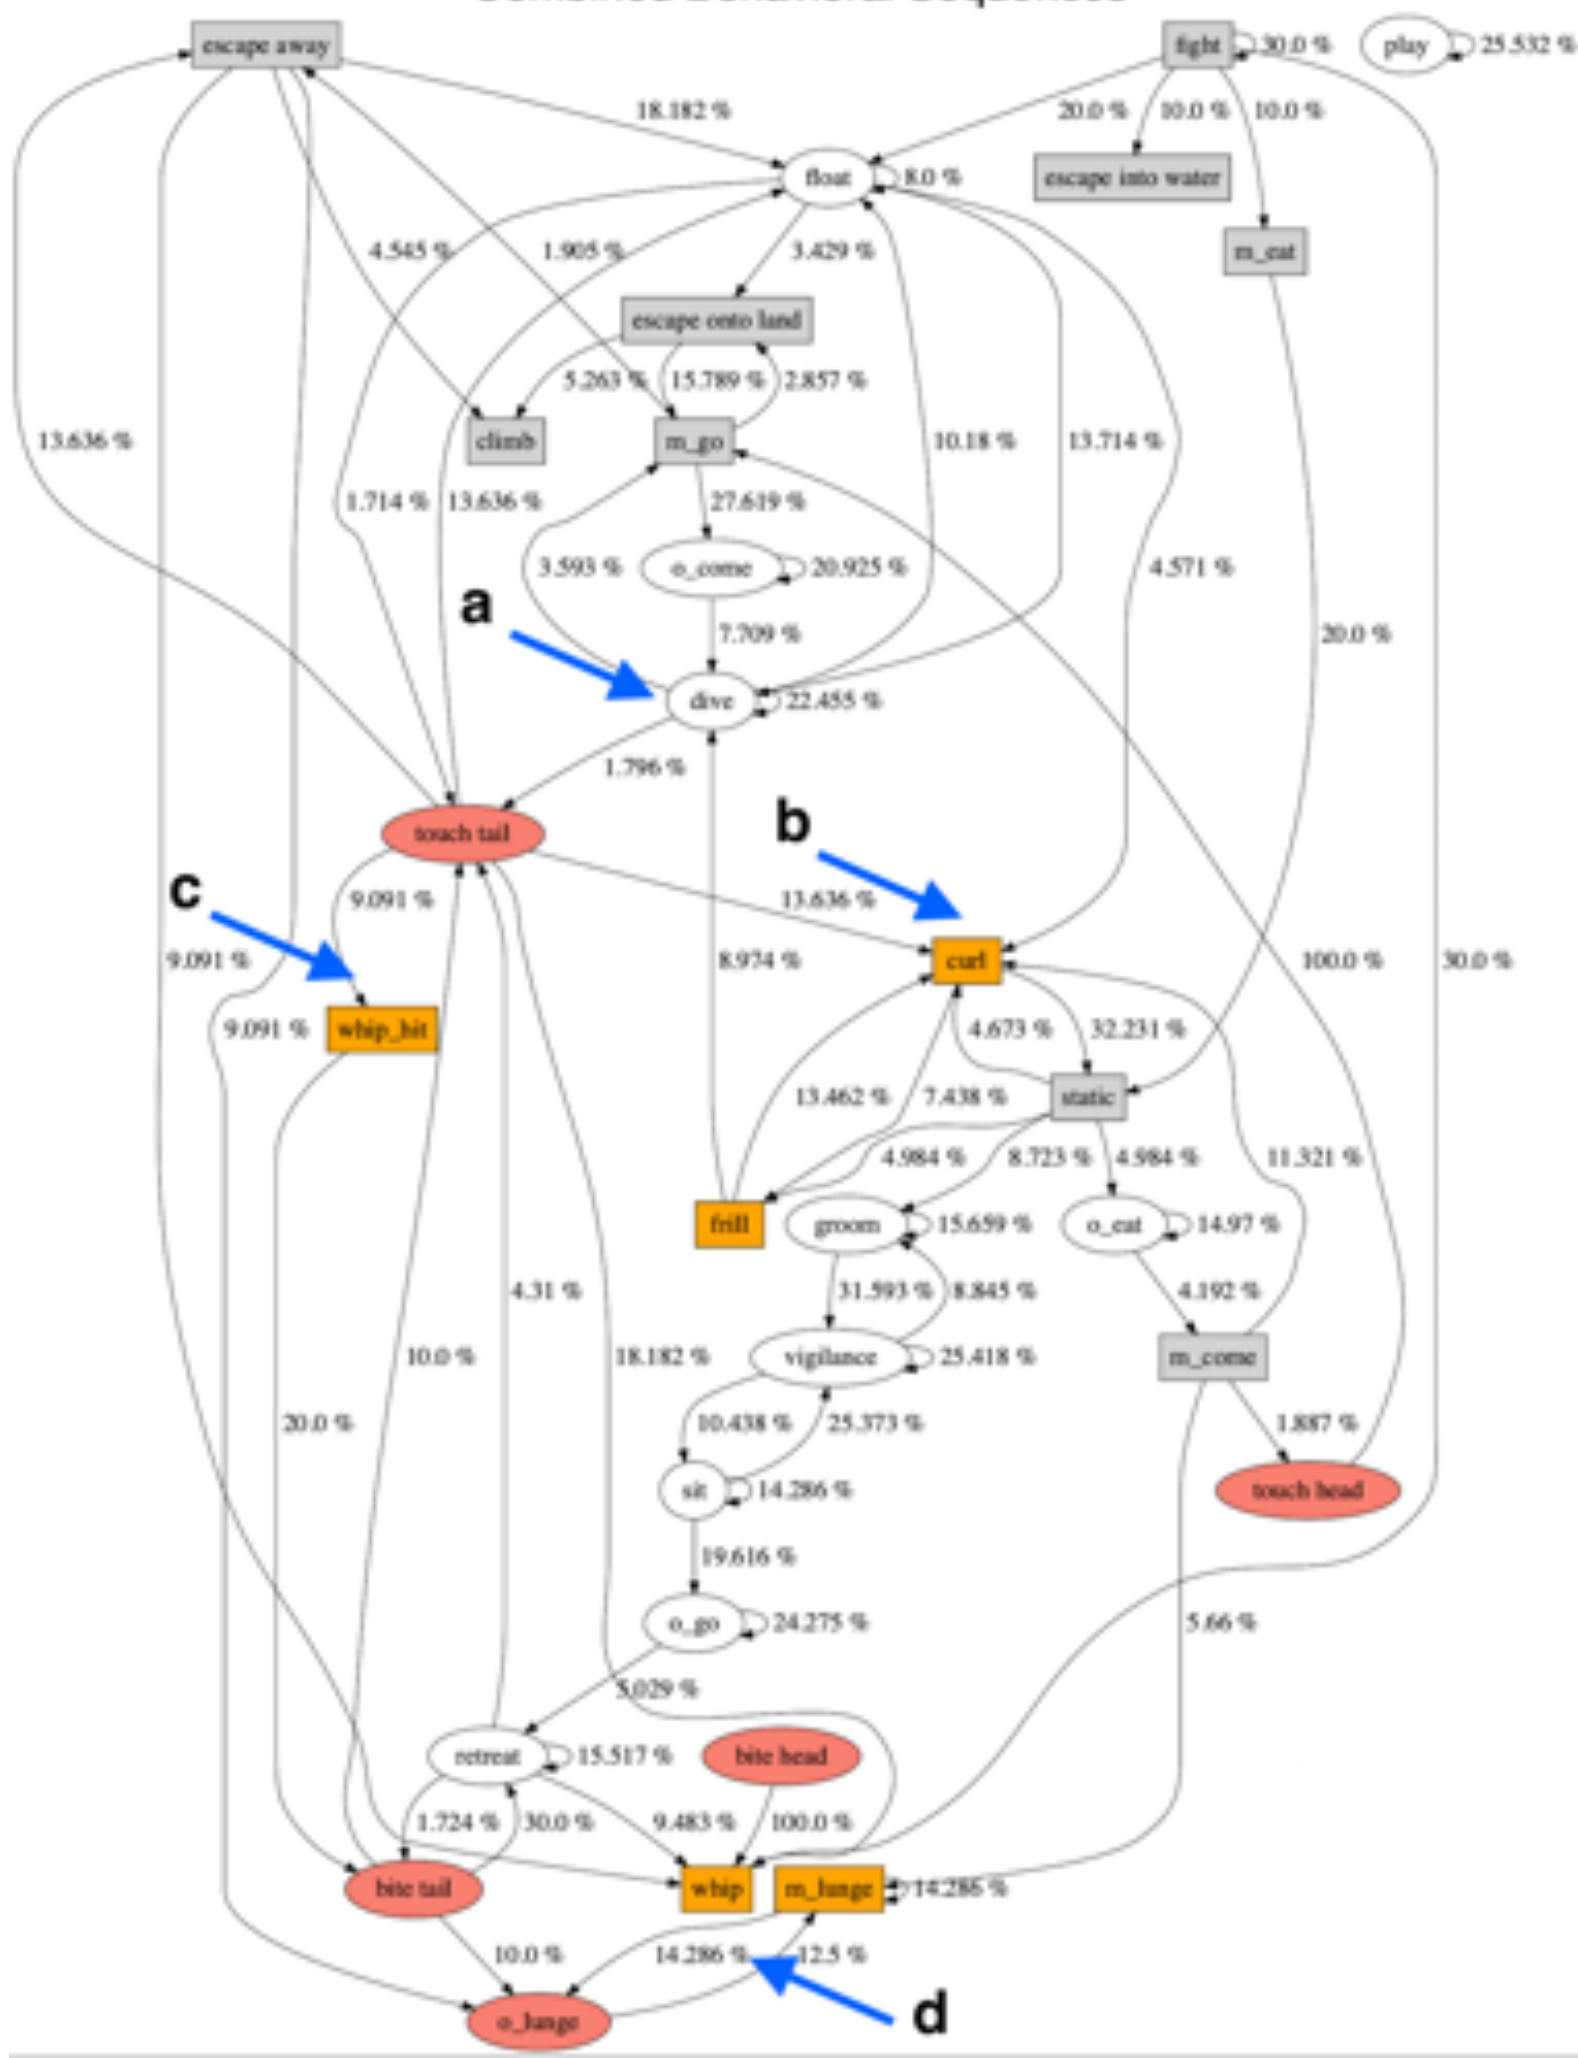 escape away
fight
30.0 %
play
25.532 %
18.182 %
20.0 %
10.0 %
10.0 %
float
8.0 %
escape into water
4.545 %
1.905 %
3.429 %
m_eat
escape onto land
5.263 %
15.789 %
2.857 %
13.636 %
climb
m_go
10.18 %
13.714 %
1.714 %
13.636 %
27.619 %
3.593 %
o_come
20.925 %
4.571 %
a
7.709 %
20.0 %
dive
22.455 %
1.796 %
b
touch tail
c
9.091 %
13.636 %
9.091 %
8.974 %
curl
100.0 %
30.0 %
9.091 %
whip_hit
4.673 %
32.231 %
13.462 %
7.438 %
static
4.984 %
8.723 %
4.984 %
11.321 %
frill
groom
15.659 %
o_eat
14.97 %
4.31 %
31.593 %
8.845 %
4.192 %
10.0 %
18.182 %
vigilance
25.418 %
m_come
20.0 %
10.438 %
25.373 %
1.887 %
sit
14.286 %
touch head
19.616 %
o_go
24.275 %
5.66 %
5.029 %
retreat
15.517 %
bite head
1.724 %
30.0 %
9.483 %
100.0 %
bite tail
whip
m_lunge
14.286 %
10.0 %
14.286 %
12.5 %
o_lunge
d